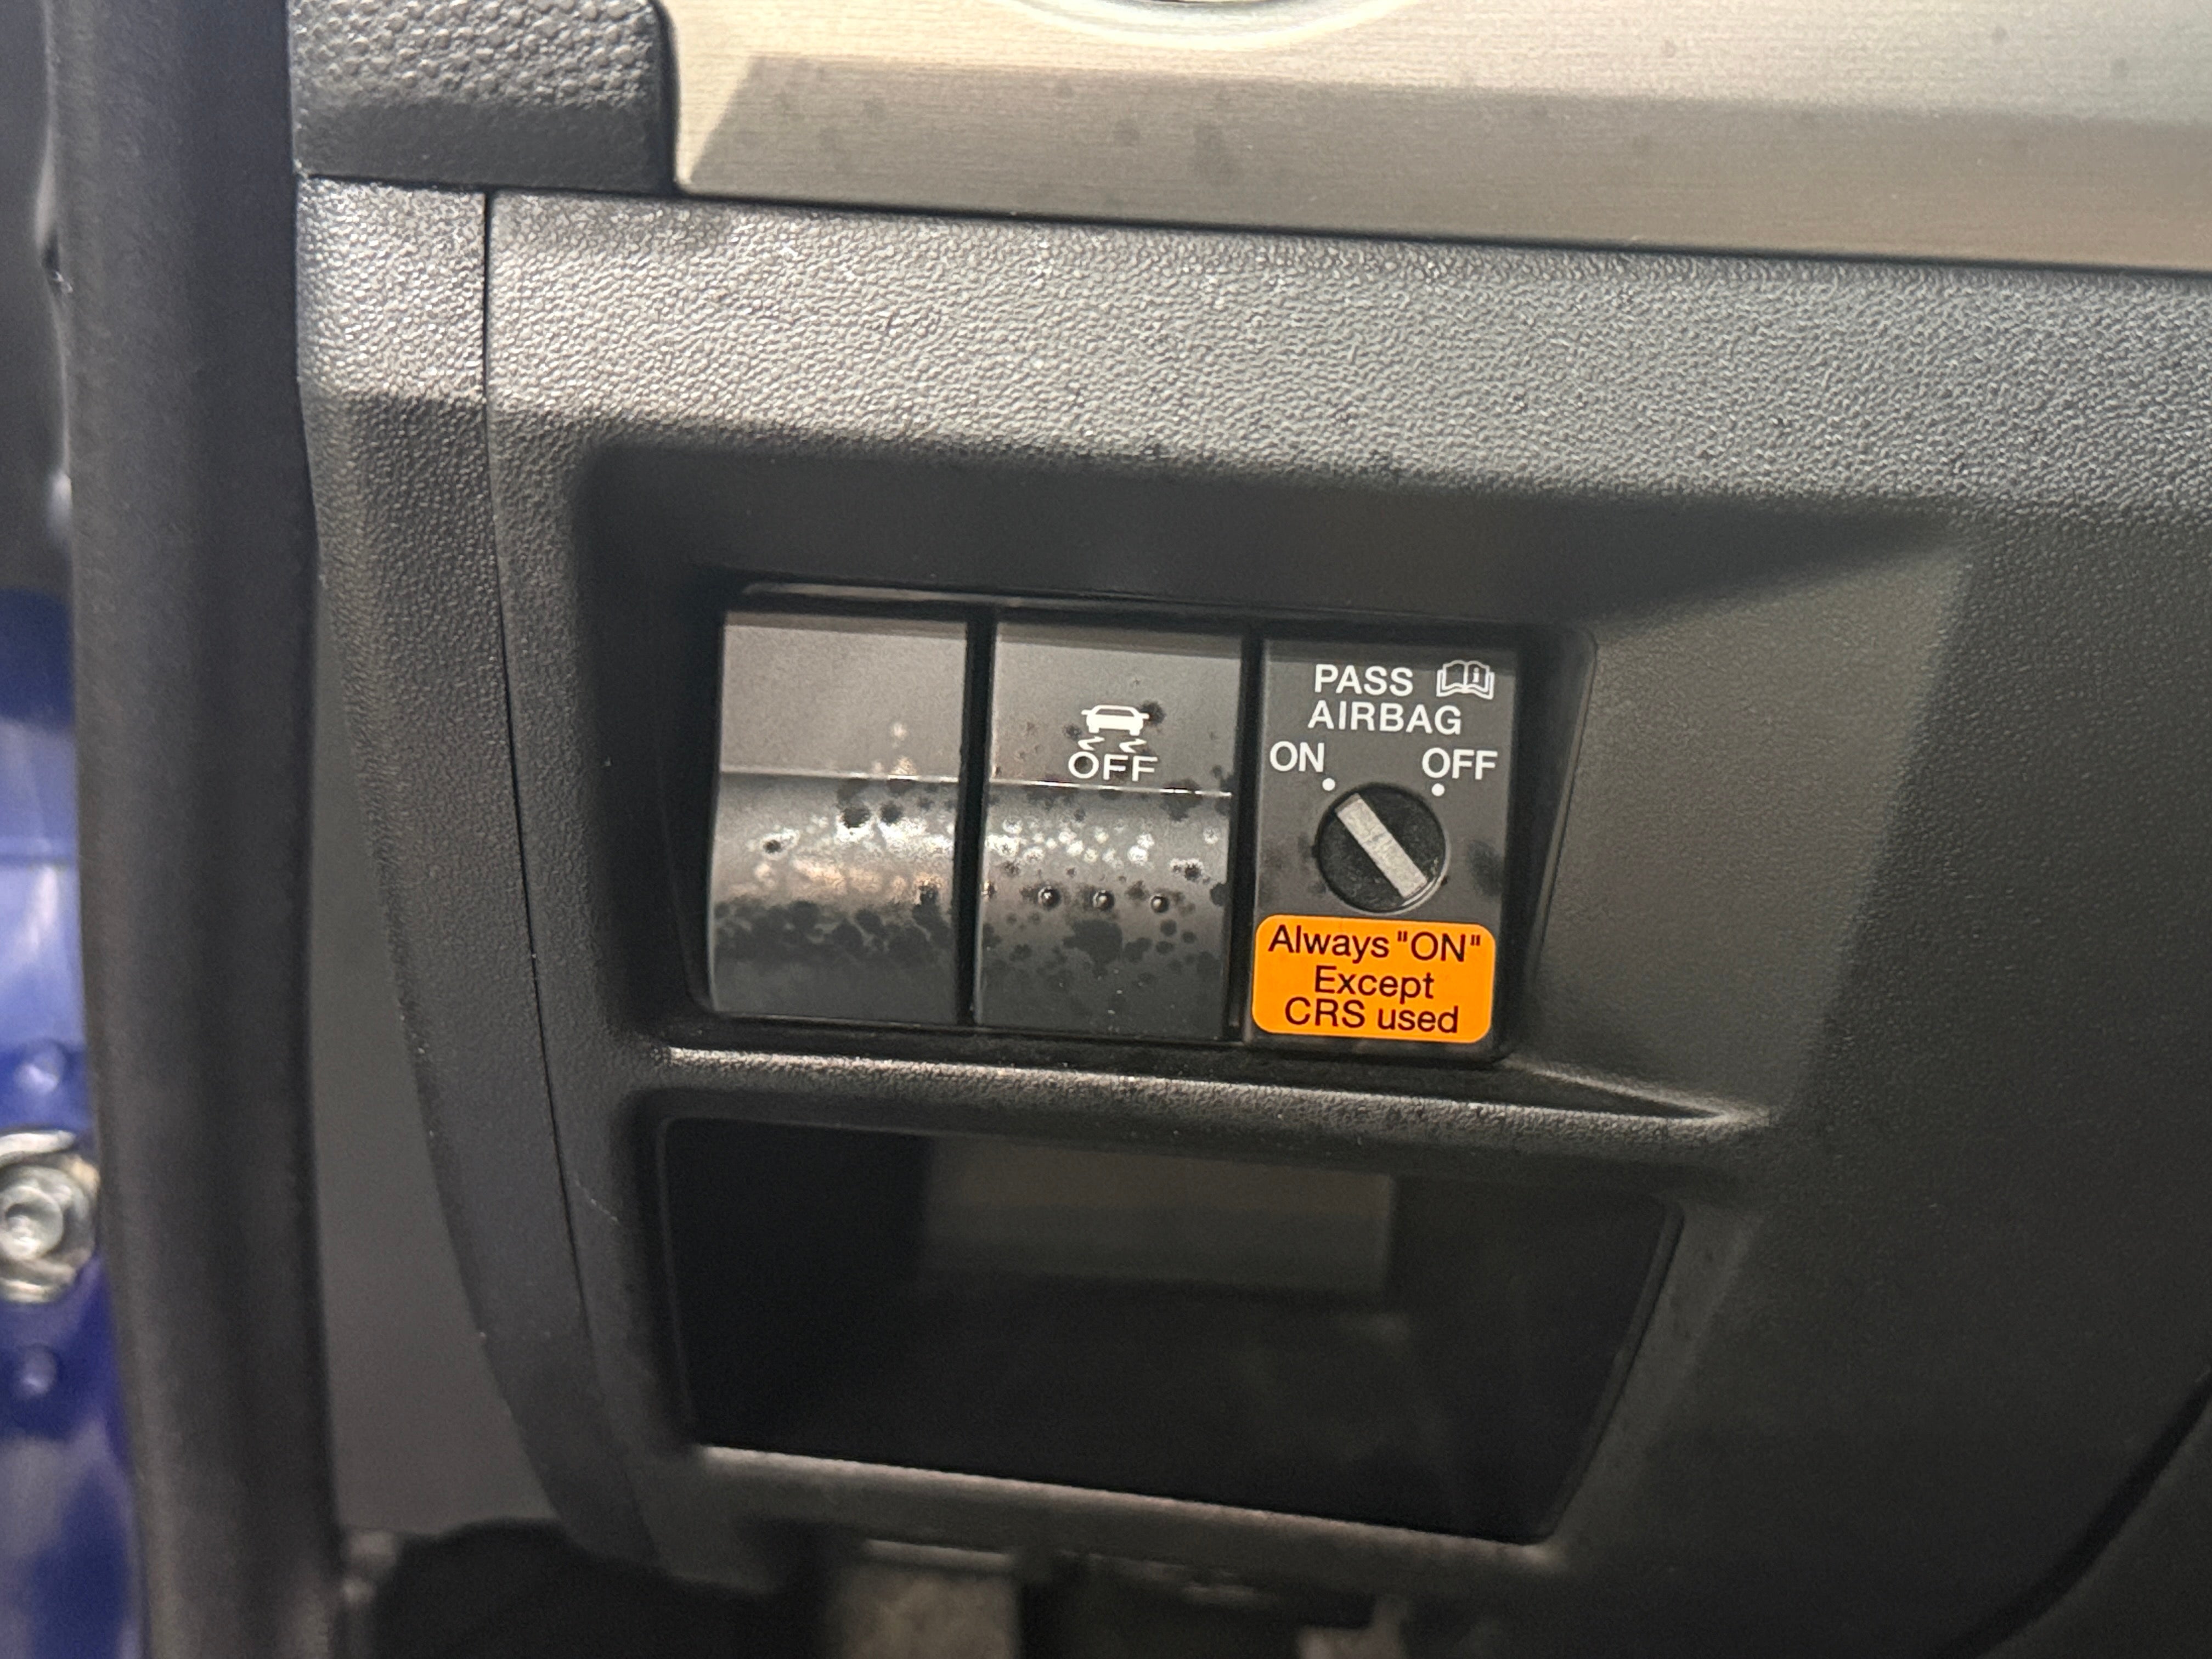 OFF
PASS
AIRBAG
ON OFF
Always "ON"
Except
CRS used